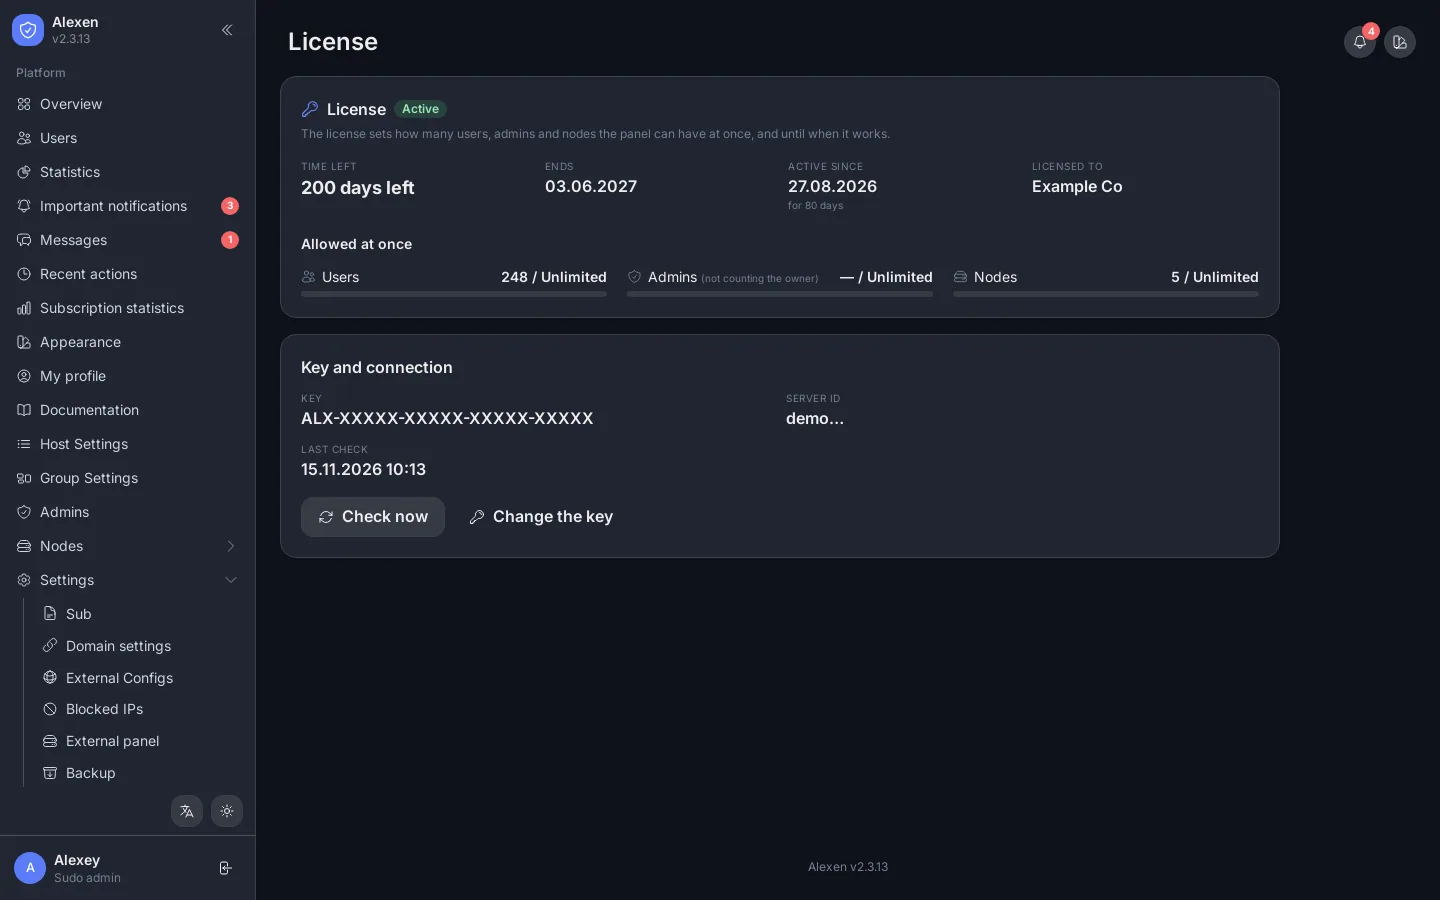 Alexen
v2.3.13
Platform
Overview
Users
Statistics
Important notifications 3
Messages 1
Recent actions
Subscription statistics
Appearance
My profile
Documentation
Host Settings
Group Settings
Admins
Nodes
Settings
Sub
Domain settings
External Configs
Blocked IPs
External panel
Backup
A
Alexey
Sudo admin
License
4
License Active
The license sets how many users, admins and nodes the panel can have at once, and until when it works.
TIME LEFT
200 days left
ENDS
03.06.2027
ACTIVE SINCE
27.08.2026
for 80 days
LICENSED TO
Example Co
Allowed at once
Users 248 / Unlimited
Admins (not counting the owner) — / Unlimited
Nodes 5 / Unlimited
Key and connection
KEY
ALX-XXXXX-XXXXX-XXXXX-XXXXX
SERVER ID
demo...
LAST CHECK
15.11.2026 10:13
Check now
Change the key
Alexen v2.3.13